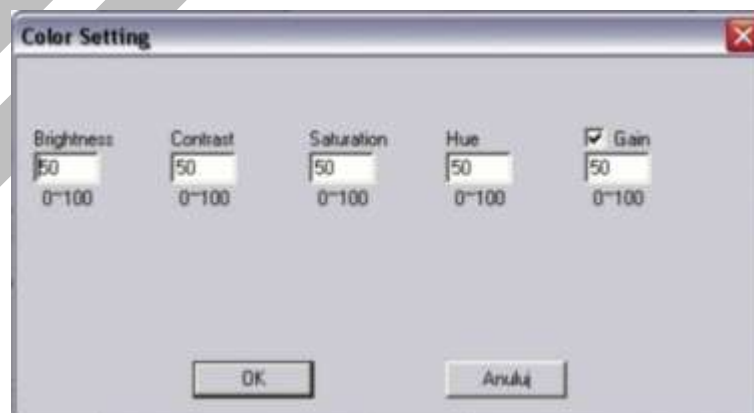 Color Setting
Brightness Contrast Saturation Hue Gain
50 50 50 50 50
0~100 0~100 0~100 0~100 0~100
OK Anuluj